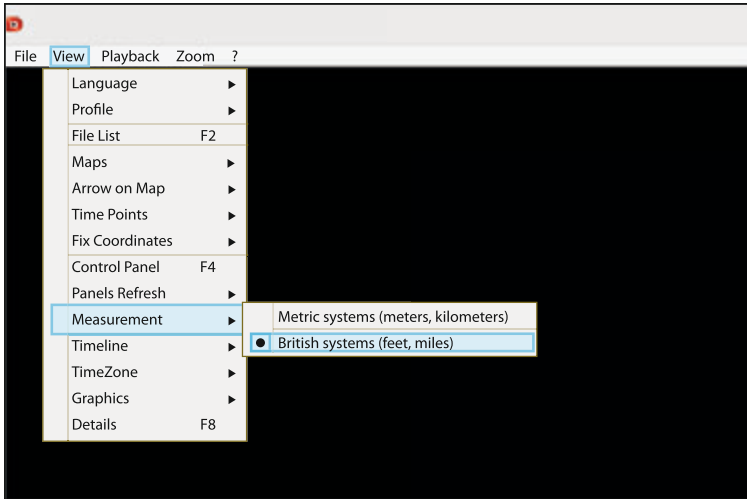 File View Playback Zoom ?
Language
Profile
File List F2
Maps
Arrow on Map
Time Points
Fix Coordinates
Control Panel F4
Panels Refresh
Measurement
Metric systems (meters, kilometers)
British systems (feet, miles)
Timeline
TimeZone
Graphics
Details F8